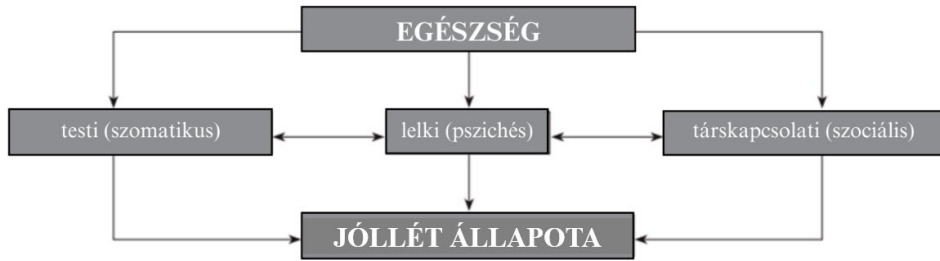 EGÉSZSÉG
testi (szomatikus)
lelki (pszichés)
társkapcsolati (szociális)
JÓLLÉT ÁLLAPOTA